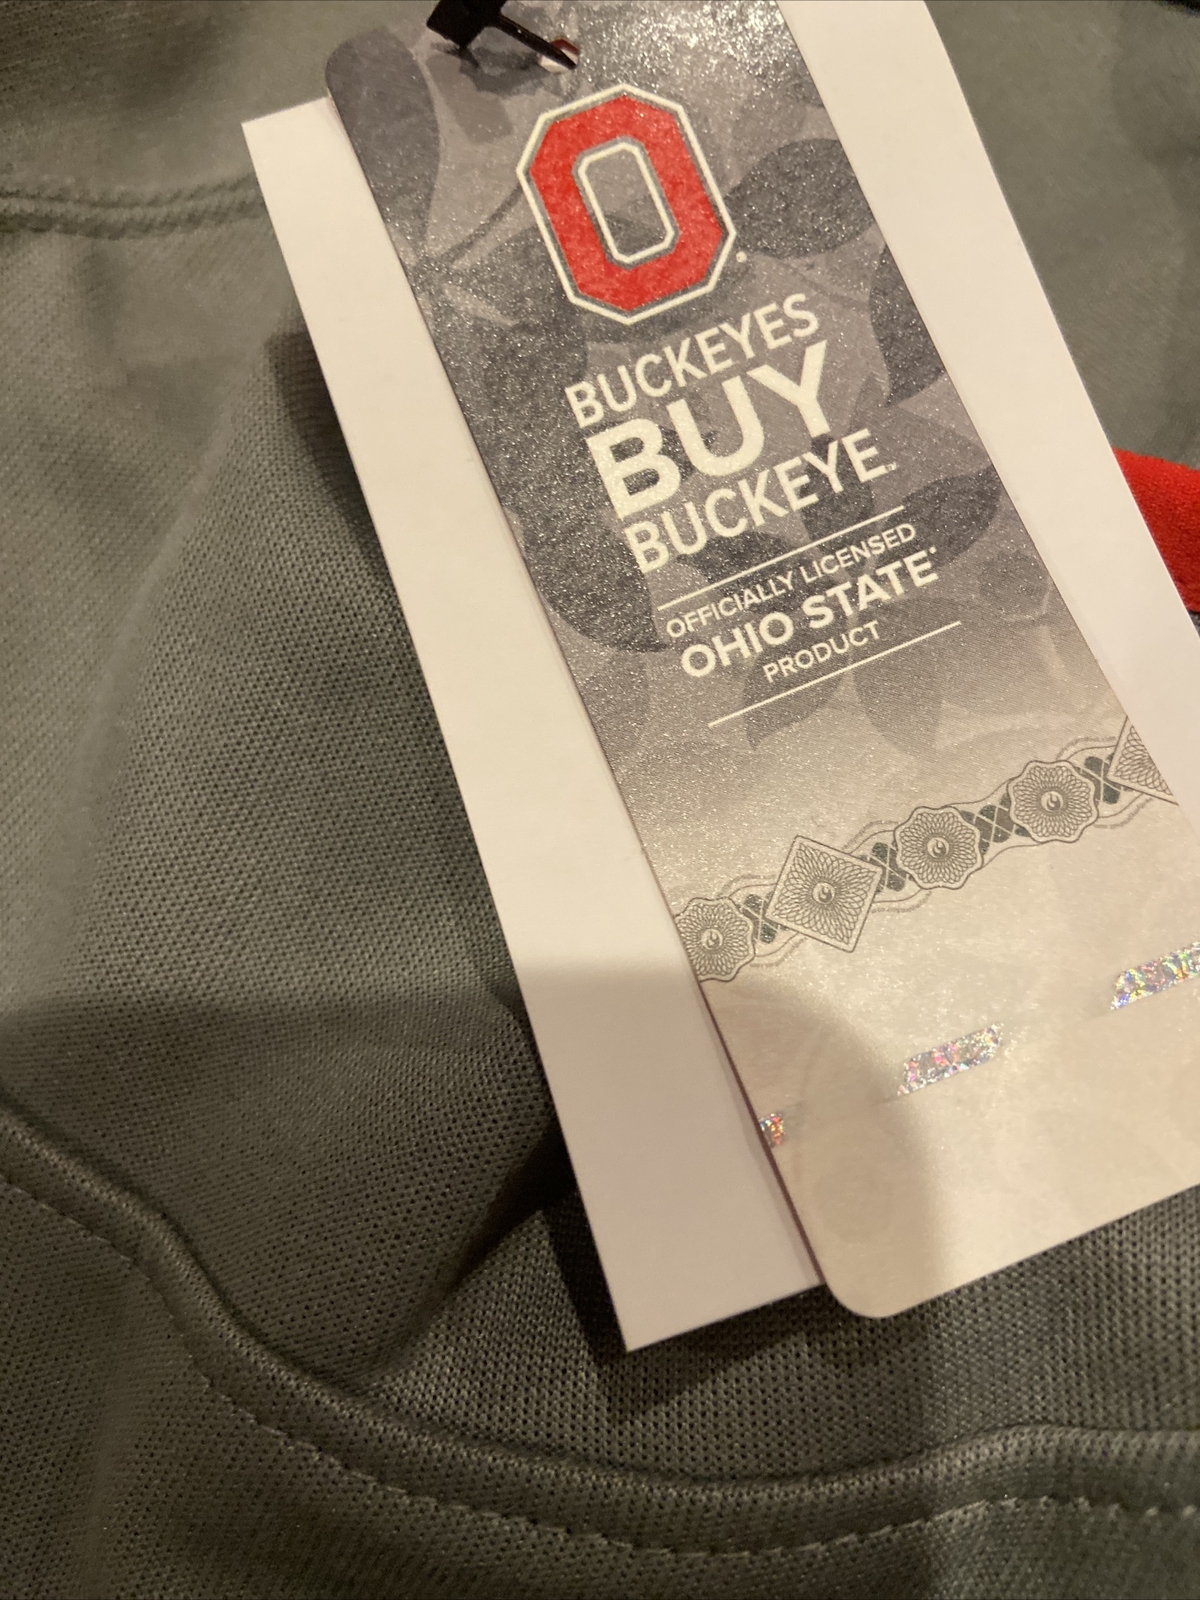 O
BUCKEYES
BUY
BUCKEYE.
OFFICIALLY LICENSED
OHIO STATE
PRODUCT